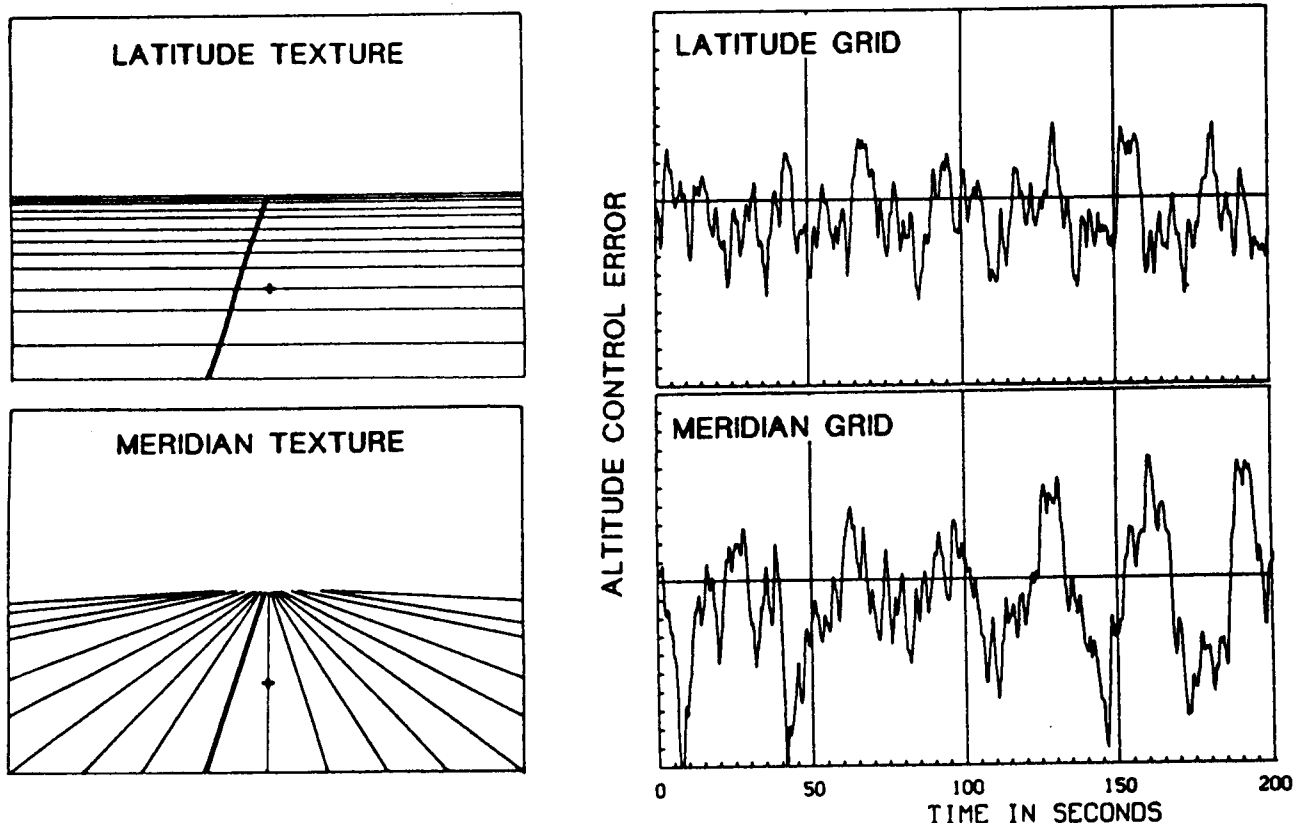 LATITUDE TEXTURE
MERIDIAN TEXTURE
ALTITUDE CONTROL ERROR
LATITUDE GRID
MERIDIAN GRID
0 50 100 150 200
TIME IN SECONDS